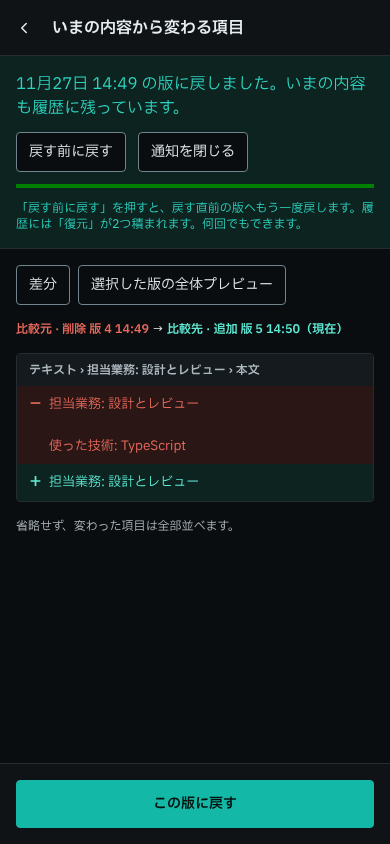 いまの内容から変わる項目
11月27日 14:49 の版に戻しました。いまの内容
も履歴に残っています。
戻す前に戻す
通知を閉じる
「戻す前に戻す」を押すと、戻す直前の版へもう一度戻します。履
歴には「復元」が2つ積まれます。何回でもできます。
差分
選択した版の全体プレビュー
比較元・削除 版 4 14:49 → 比較先・追加 版 5 14:50（現在）
テキスト › 担当業務: 設計とレビュー › 本文
− 担当業務: 設計とレビュー
使った技術: TypeScript
+ 担当業務: 設計とレビュー
省略せず、変わった項目は全部並べます。
この版に戻す